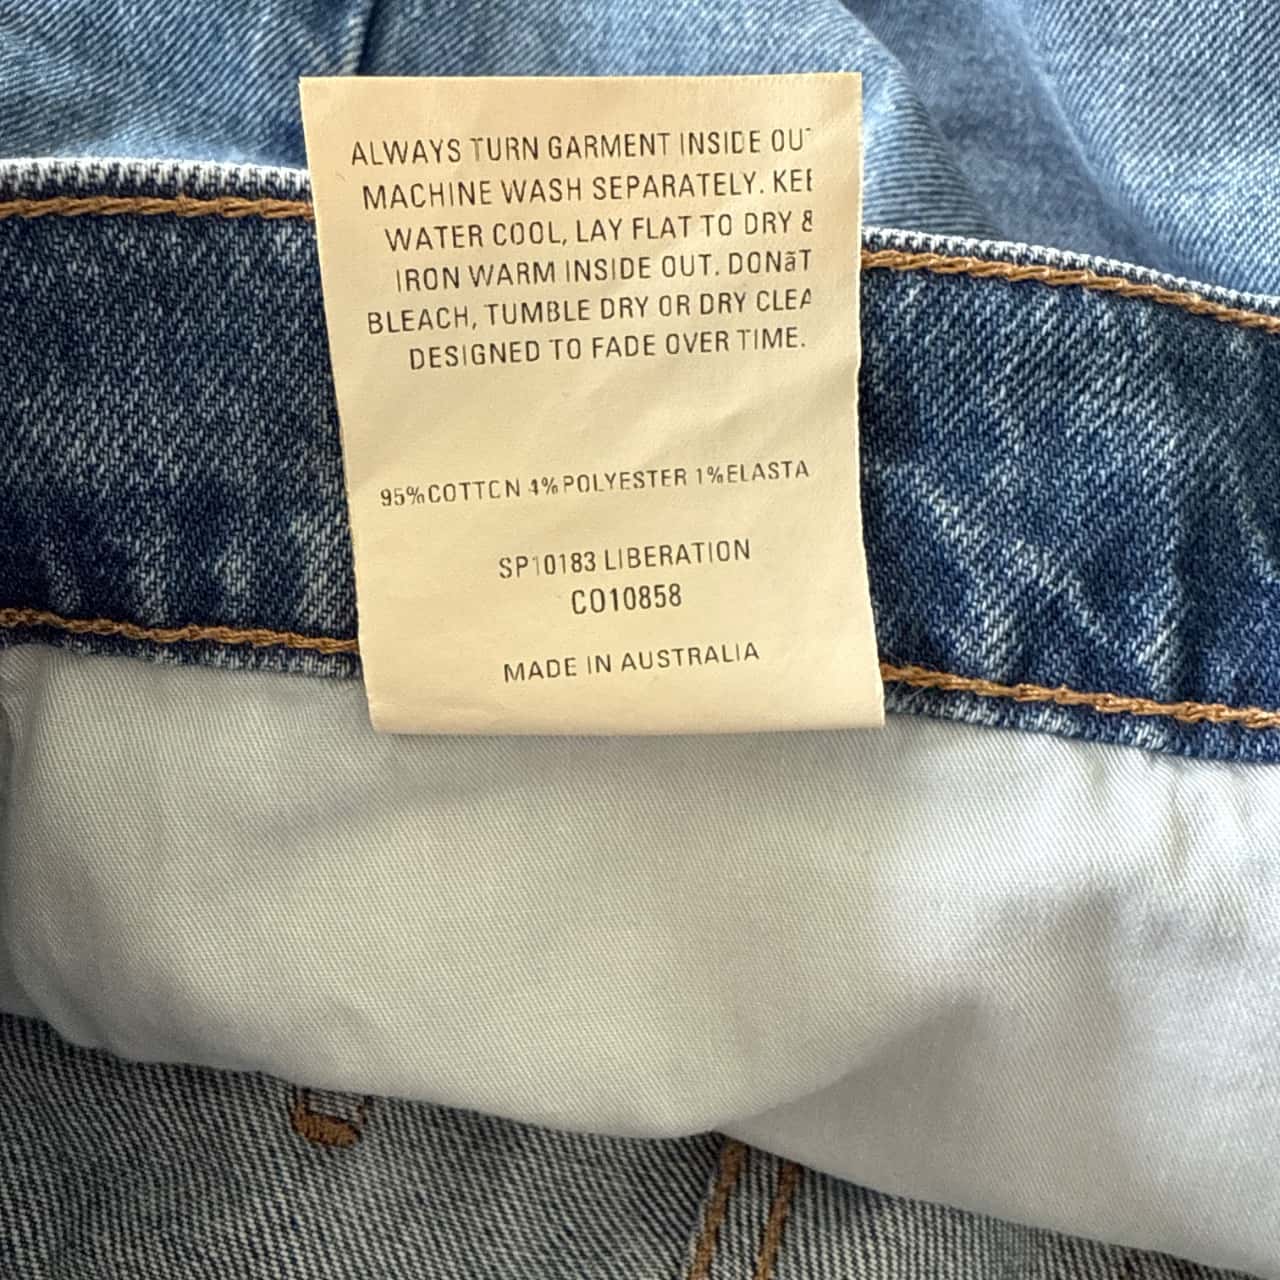 ALWAYS TURN GARMENT INSIDE OU
MACHINE WASH SEPARATELY. KEE
WATER COOL, LAY FLAT TO DRY &
IRON WARM INSIDE OUT. DONãT
BLEACH, TUMBLE DRY OR DRY CLEA
DESIGNED TO FADE OVER TIME.
95%COTTON 4%POLYESTER 1%ELASTA
SP10183 LIBERATION
CO10858
MADE IN AUSTRALIA